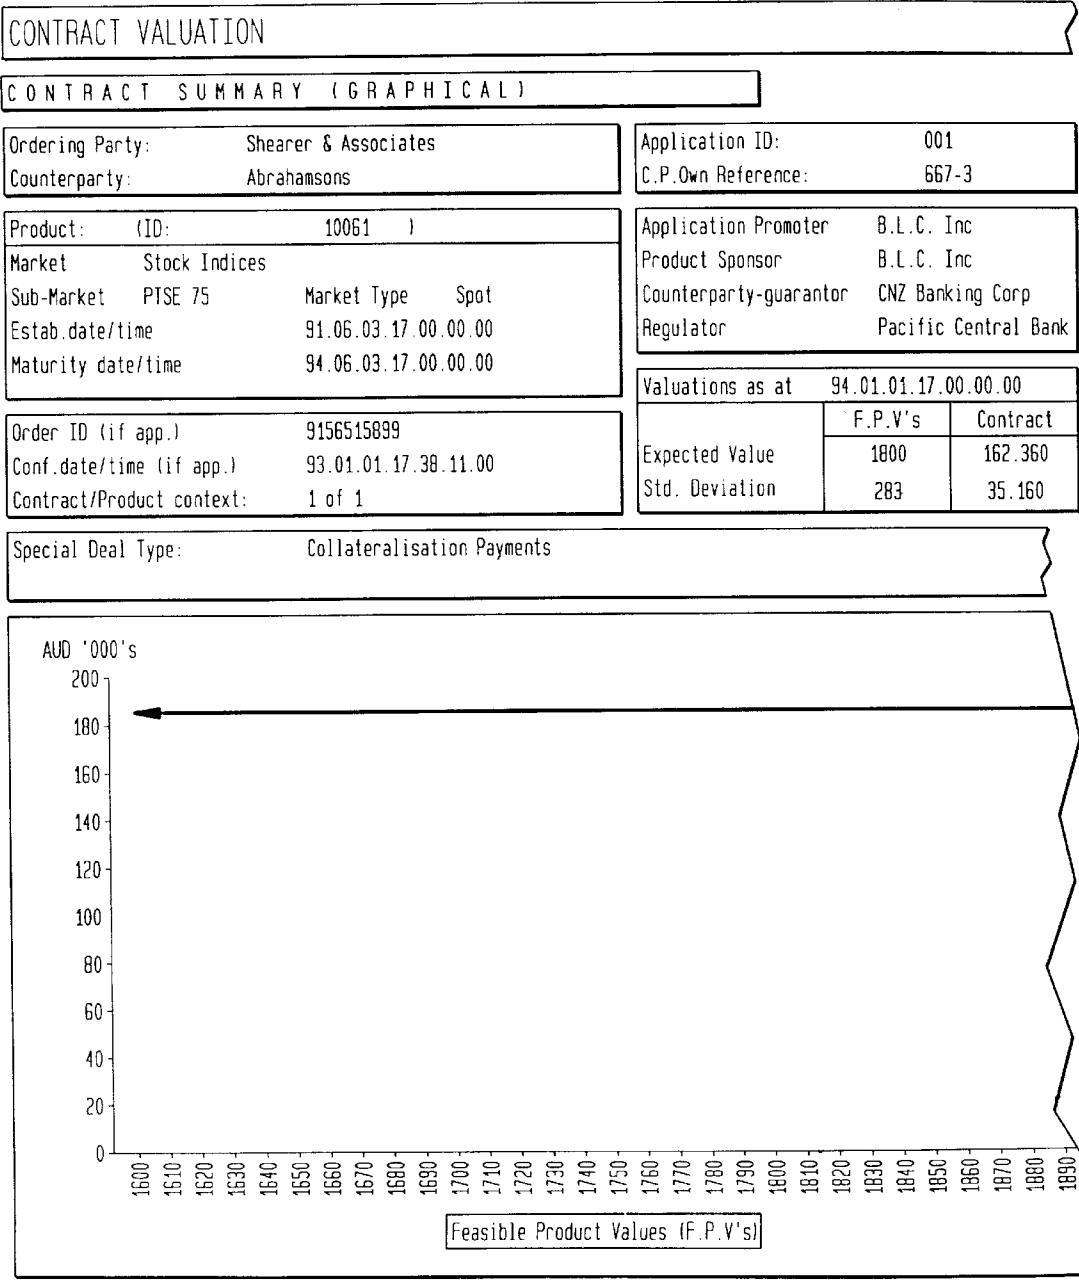 CONTRACT VALUATION
CONTRACT SUMMARY (GRAPHICAL)
Ordering Party: Shearer & Associates
Counterparty: Abrahamsons
Application ID: 001
C.P.Own Reference: 667-3
Product: (ID: 10061 )
Market Stock Indices
Sub-Market PTSE 75 Market Type Spot
Estab.date/time 91.06.03.17.00.00.00
Maturity date/time 94.06.03.17.00.00.00
Application Promoter B.L.C. Inc
Product Sponsor B.L.C. Inc
Counterparty-guarantor CNZ Banking Corp
Regulator Pacific Central Bank
Order ID (if app.) 9156515899
Conf.date/time (if app.) 93.01.01.17.38.11.00
Contract/Product context: 1 of 1
Valuations as at 94.01.01.17.00.00.00
F.P.V's Contract
Expected Value 1800 162.360
Std. Deviation 283 35.160
Special Deal Type: Collateralisation Payments
AUD '000's
200
180
160
140
120
100
80
60
40
20
0
1600 1610 1620 1630 1640 1650 1660 1670 1680 1690 1700 1710 1720 1730 1740 1750 1760 1770 1780 1790 1800 1810 1820 1830 1840 1850 1860 1870 1880 1890
Feasible Product Values (F.P.V's)